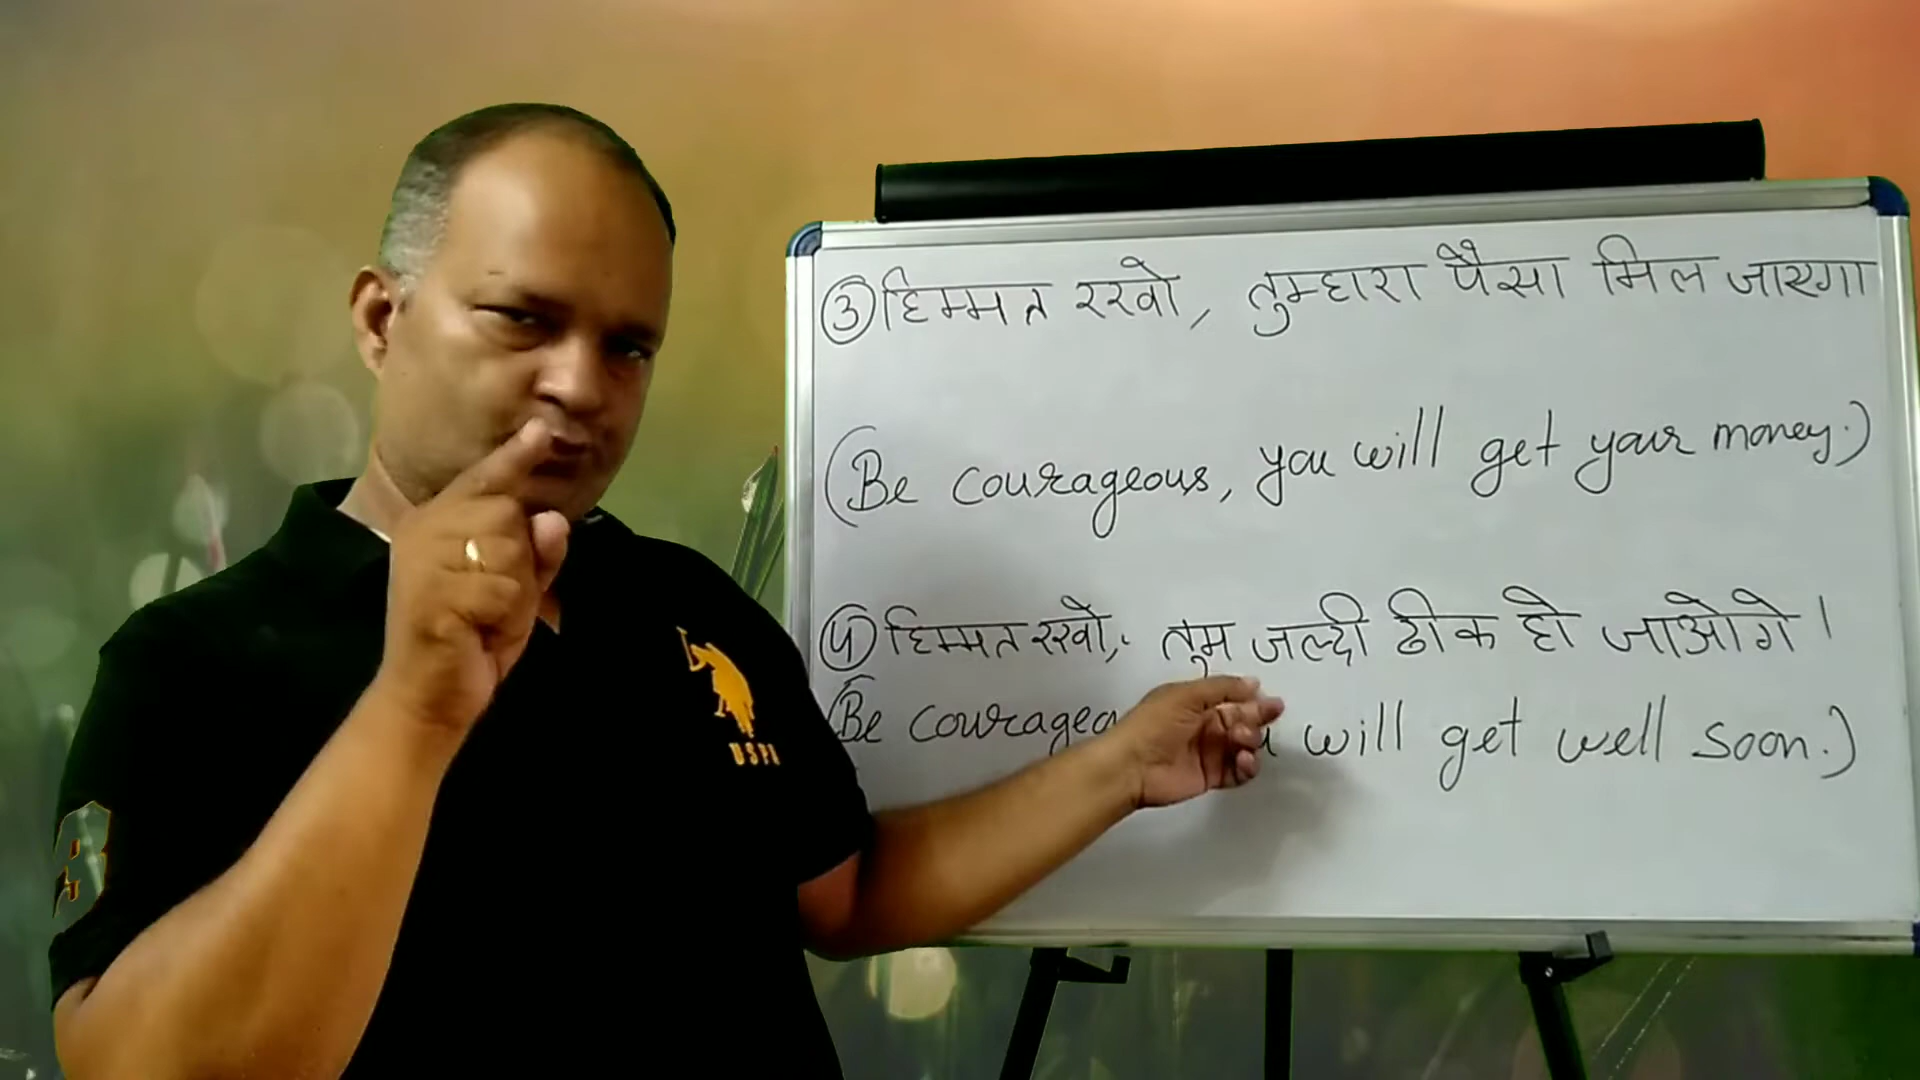 ③ हिम्मत रखो, तुम्हारा पैसा मिल जाएगा
(Be courageous, you will get your money.)
④ हिम्मत रखो, तुम जल्दी ठीक हो जाओगे।
(Be will get well soon.)
USPA